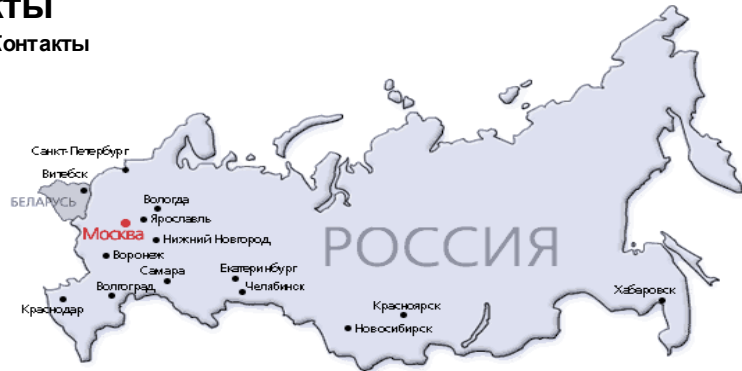 кты
Контакты
Санкт-Петербург
Витебск
БЕЛАРУСЬ
Вологда
Ярославль
Москва
Нижний Новгород
РОССИЯ
Воронеж
Самара
Екатеринбург
Волгоград
Челябинск
Хабаровск
Краснодар
Красноярск
Новосибирск